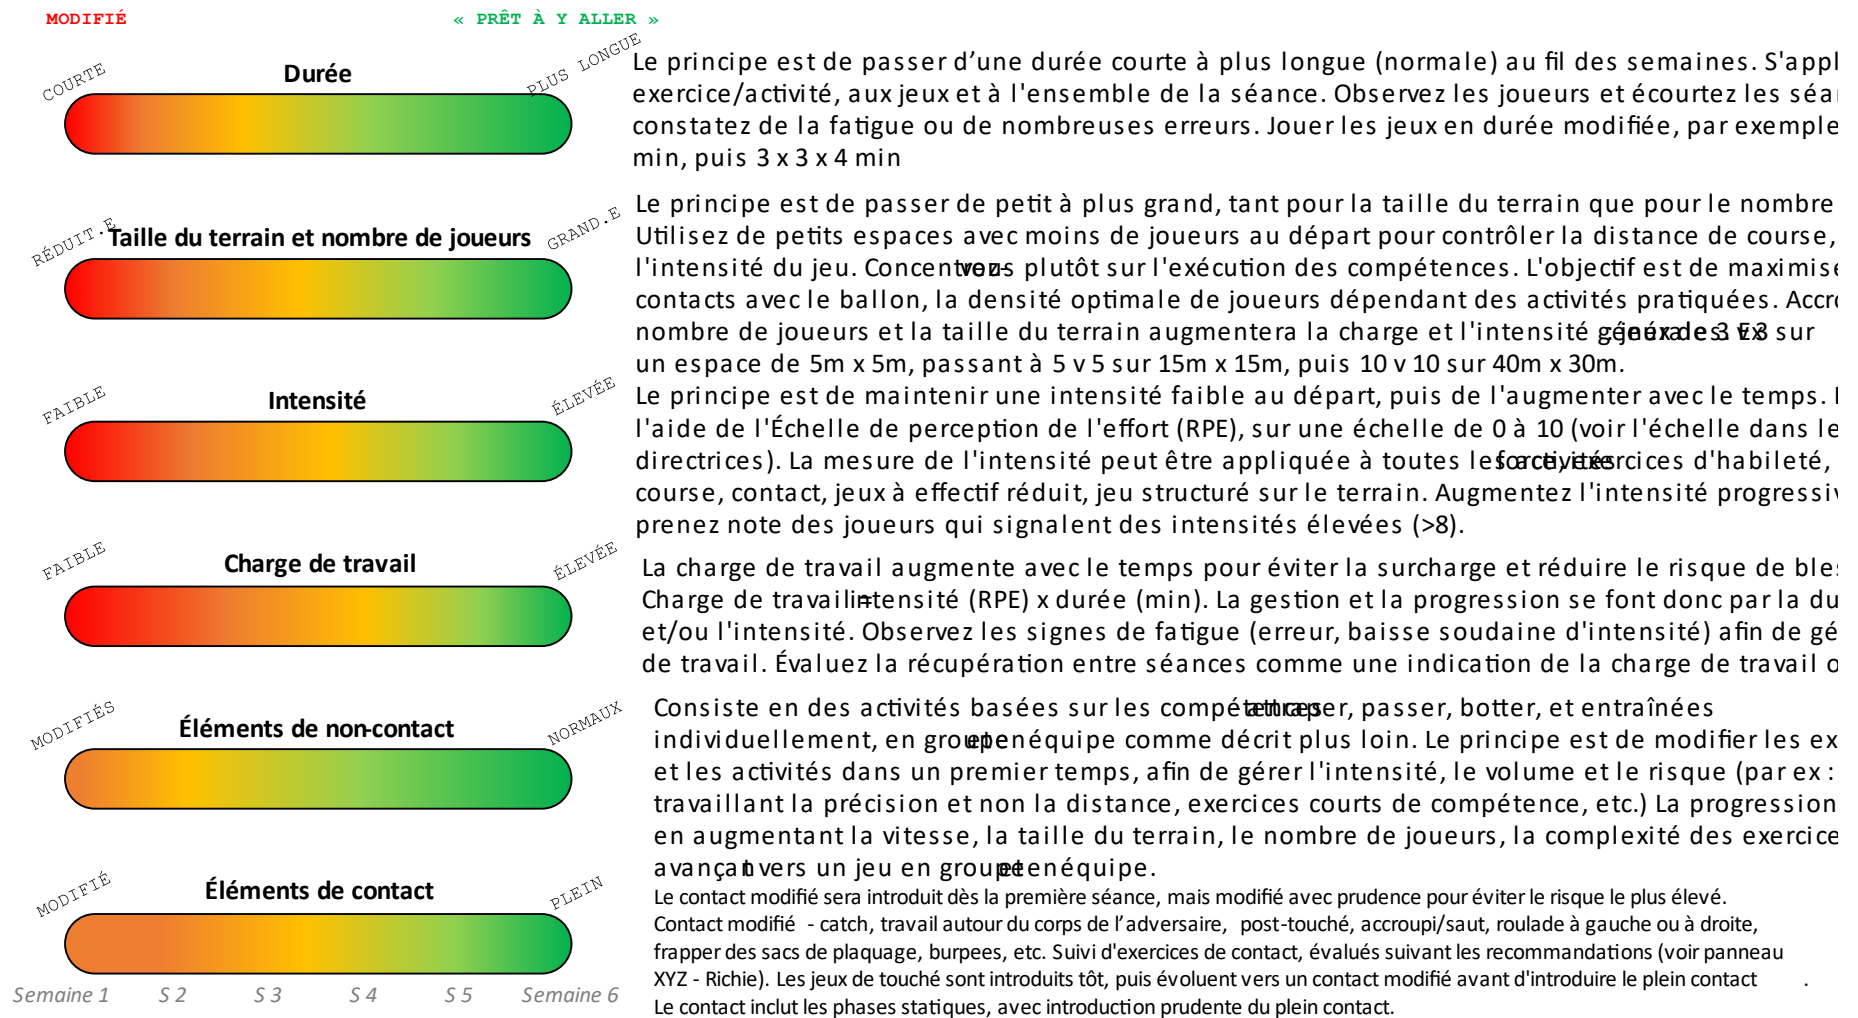 MODIFIÉ
« PRÊT À Y ALLER »
COURTE
Durée
PLUS LONGUE
Le principe est de passer d’une durée courte à plus longue (normale) au fil des semaines. S'appl
exercice/activité, aux jeux et à l'ensemble de la séance. Observez les joueurs et écourtez les
constatez de la fatigue ou de nombreuses erreurs. Jouer les jeux en durée modifiée, par exemple
min, puis 3 x 3 x 4 min
RÉDUIT.E
Taille du terrain et nombre de joueurs
GRAND.E
Le principe est de passer de petit à plus grand, tant pour la taille du terrain que pour le nombre
Utilisez de petits espaces avec moins de joueurs au départ pour contrôler la distance de course,
l'intensité du jeu. Concentrez-vous plutôt sur l'exécution des compétences. L'objectif est de maximise
contacts avec le ballon, la densité optimale de joueurs dépendant des activités pratiquées. Accro
nombre de joueurs et la taille du terrain augmentera la charge et l'intensité générales. Ex : jeux de 3 v 3 sur
un espace de 5m x 5m, passant à 5 v 5 sur 15m x 15m, puis 10 v 10 sur 40m x 30m.
FAIBLE
Intensité
ÉLEVÉE
Le principe est de maintenir une intensité faible au départ, puis de l'augmenter avec le temps.
l'aide de l'Échelle de perception de l'effort (RPE), sur une échelle de 0 à 10 (voir l'échelle dans le
directrices). La mesure de l'intensité peut être appliquée à toutes les activités force, exercices d'habileté,
course, contact, jeux à effectif réduit, jeu structuré sur le terrain. Augmentez l'intensité progressiv
prenez note des joueurs qui signalent des intensités élevées (>8).
FAIBLE
Charge de travail
ÉLEVÉE
La charge de travail augmente avec le temps pour éviter la surcharge et réduire le risque de bles
Charge de travail = intensité (RPE) x durée (min). La gestion et la progression se font donc par la du
et/ou l'intensité. Observez les signes de fatigue (erreur, baisse soudaine d'intensité) afin de gé
de travail. Évaluez la récupération entre séances comme une indication de la charge de travail o
MODIFIÉS
Éléments de non-contact
NORMAUX
Consiste en des activités basées sur les compétences attraper, passer, botter, et entraînées
individuellement, en groupe et en équipe comme décrit plus loin. Le principe est de modifier les ex
et les activités dans un premier temps, afin de gérer l'intensité, le volume et le risque (par ex :
travaillant la précision et non la distance, exercices courts de compétence, etc.) La progression
en augmentant la vitesse, la taille du terrain, le nombre de joueurs, la complexité des exercice
avançant vers un jeu en groupe et en équipe.
MODIFIÉ
Éléments de contact
PLEIN
Le contact modifié sera introduit dès la première séance, mais modifié avec prudence pour éviter le risque le plus élevé.
Contact modifié - catch, travail autour du corps de l’adversaire, post-touché, accroupi/saut, roulade à gauche ou à droite,
frapper des sacs de plaquage, burpees, etc. Suivi d'exercices de contact, évalués suivant les recommandations (voir panneau
XYZ - Richie). Les jeux de touché sont introduits tôt, puis évoluent vers un contact modifié avant d'introduire le plein contact .
Le contact inclut les phases statiques, avec introduction prudente du plein contact.
Semaine 1 S 2 S 3 S 4 S 5 Semaine 6